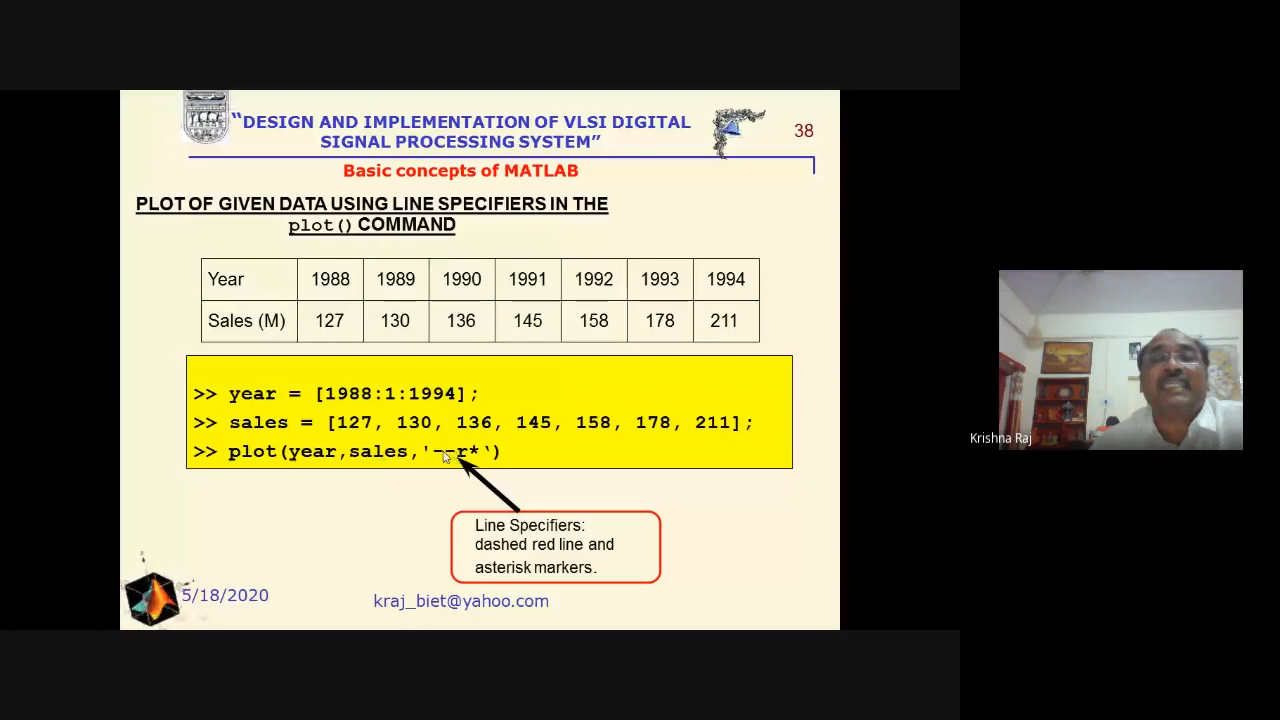 “DESIGN AND IMPLEMENTATION OF VLSI DIGITAL
SIGNAL PROCESSING SYSTEM”
38
Basic concepts of MATLAB
PLOT OF GIVEN DATA USING LINE SPECIFIERS IN THE
plot() COMMAND
Year 1988 1989 1990 1991 1992 1993 1994
Sales (M) 127 130 136 145 158 178 211
>> year = [1988:1:1994];
>> sales = [127, 130, 136, 145, 158, 178, 211];
>> plot(year,sales,'--r*‘)
Line Specifiers:
dashed red line and
asterisk markers.
5/18/2020
kraj_biet@yahoo.com
Krishna Raj